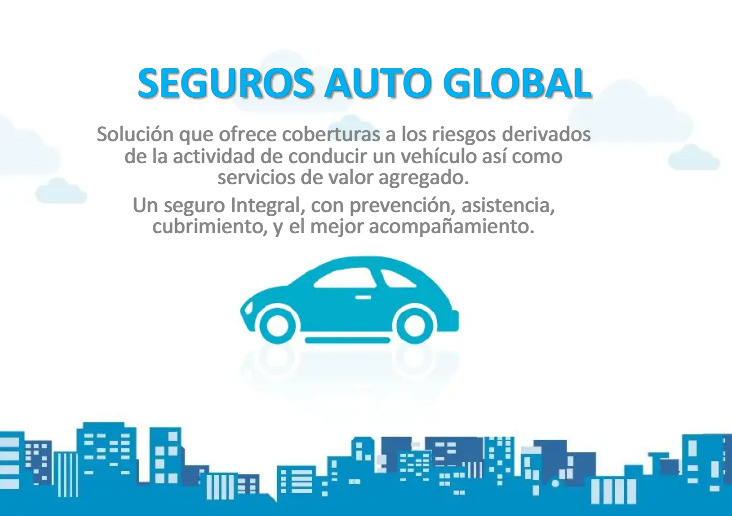 SEGUROS AUTO GLOBAL
Solución que ofrece coberturas a los riesgos derivados
de la actividad de conducir un vehículo así como
servicios de valor agregado.
Un seguro Integral, con prevención, asistencia,
cubrimiento, y el mejor acompañamiento.